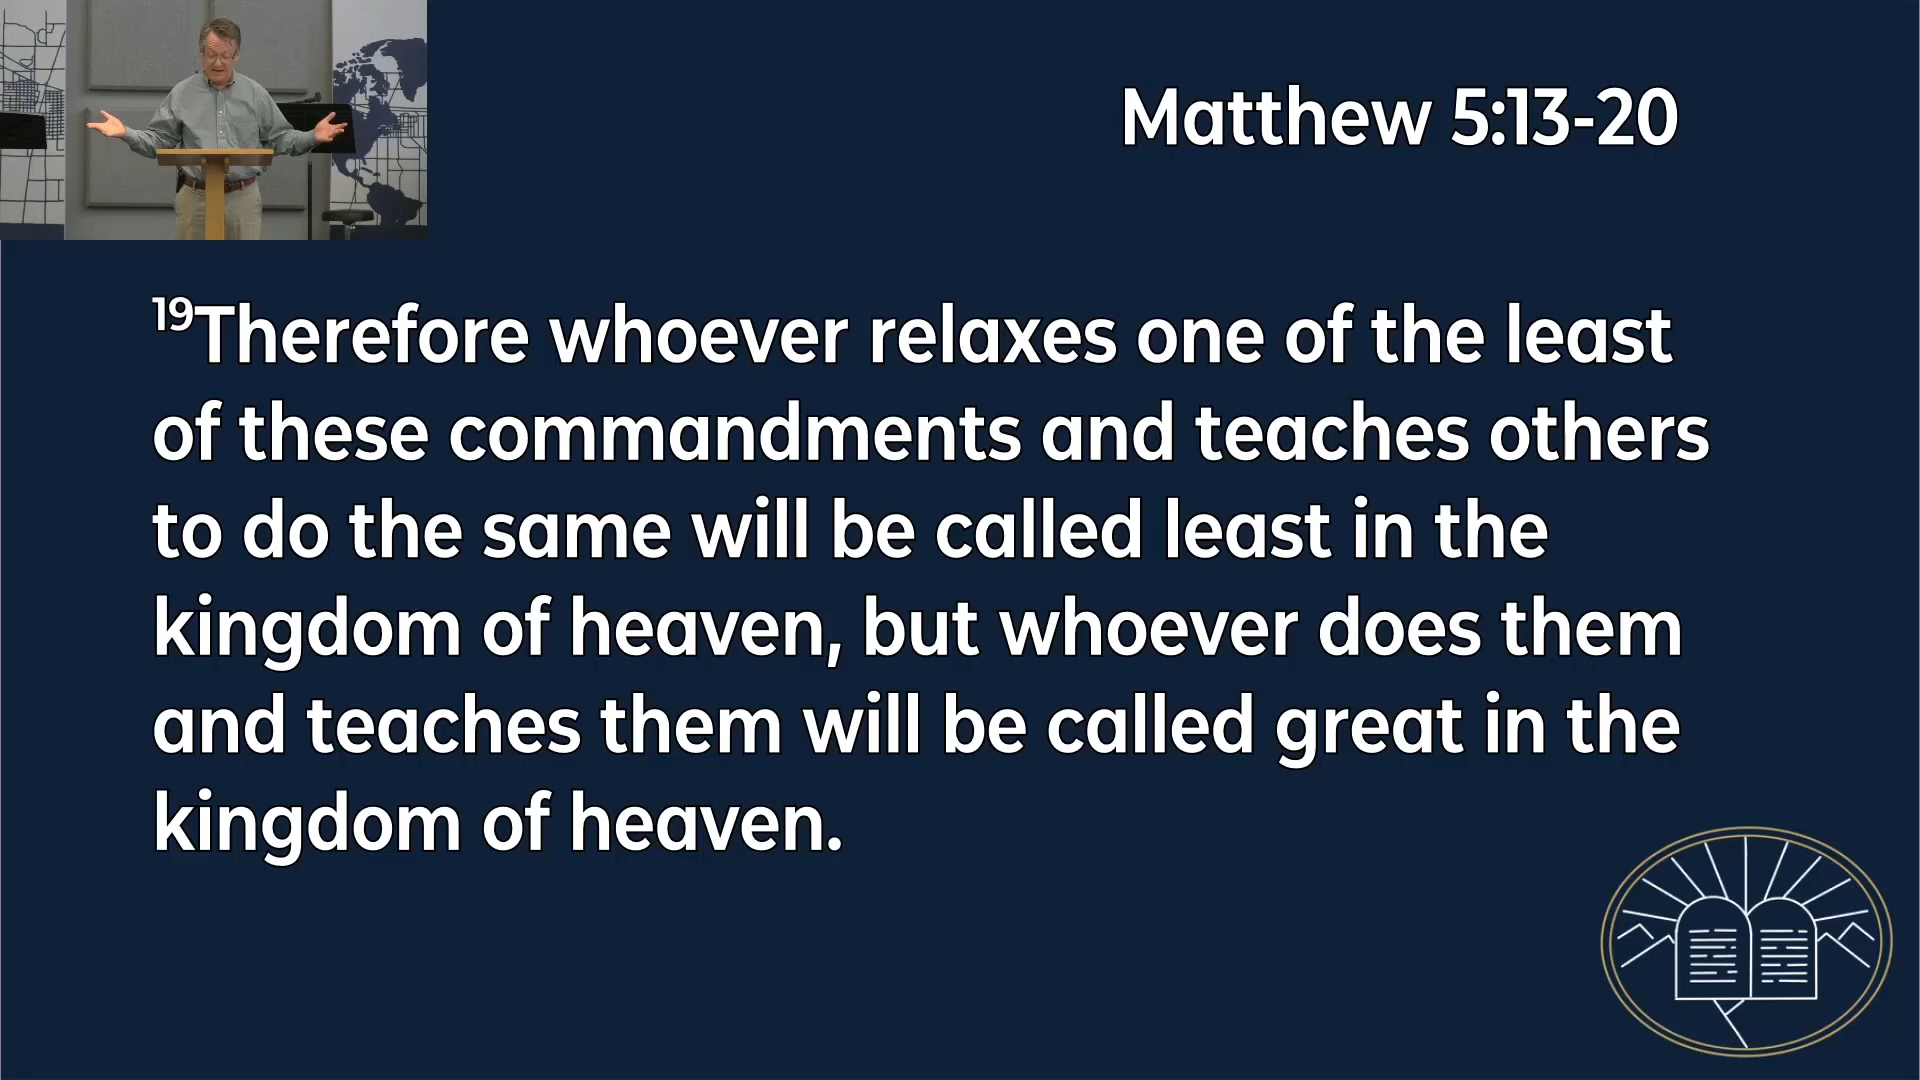 Matthew 5:13-20
¹⁹Therefore whoever relaxes one of the least
of these commandments and teaches others
to do the same will be called least in the
kingdom of heaven, but whoever does them
and teaches them will be called great in the
kingdom of heaven.